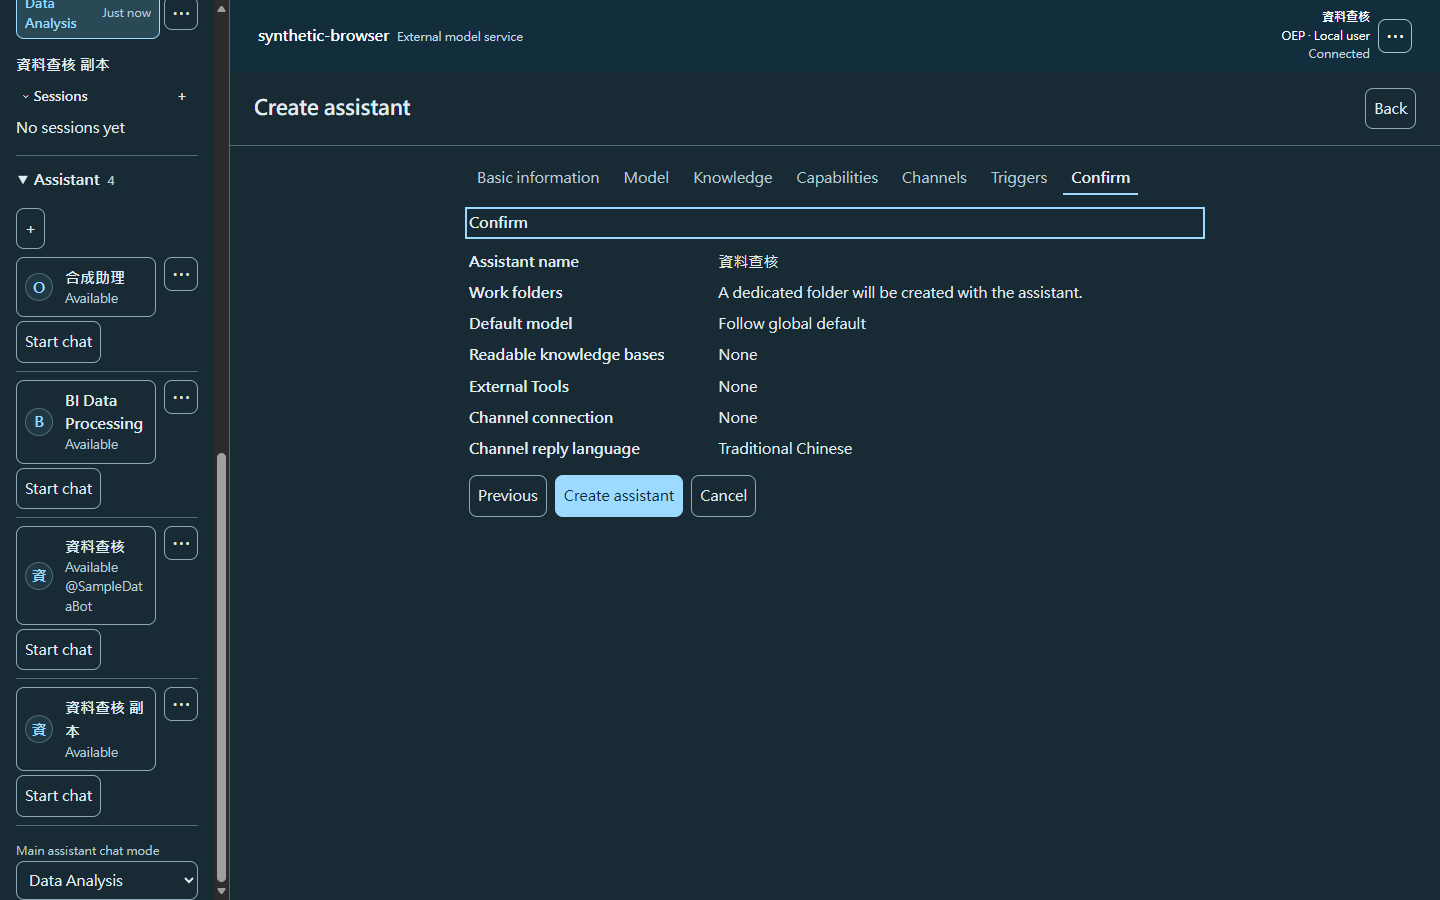 Data
Analysis
Just now
資料查核 副本
Sessions
+
No sessions yet
Assistant 4
+
O
合成助理
Available
Start chat
B
BI Data
Processing
Available
Start chat
資
資料查核
Available
@SampleDat
aBot
Start chat
資
資料查核 副
本
Available
Start chat
Main assistant chat mode
Data Analysis
synthetic-browser External model service
資料查核
OEP · Local user
Connected
Create assistant
Back
Basic information Model Knowledge Capabilities Channels Triggers Confirm
Confirm
Assistant name 資料查核
Work folders A dedicated folder will be created with the assistant.
Default model Follow global default
Readable knowledge bases None
External Tools None
Channel connection None
Channel reply language Traditional Chinese
Previous Create assistant Cancel